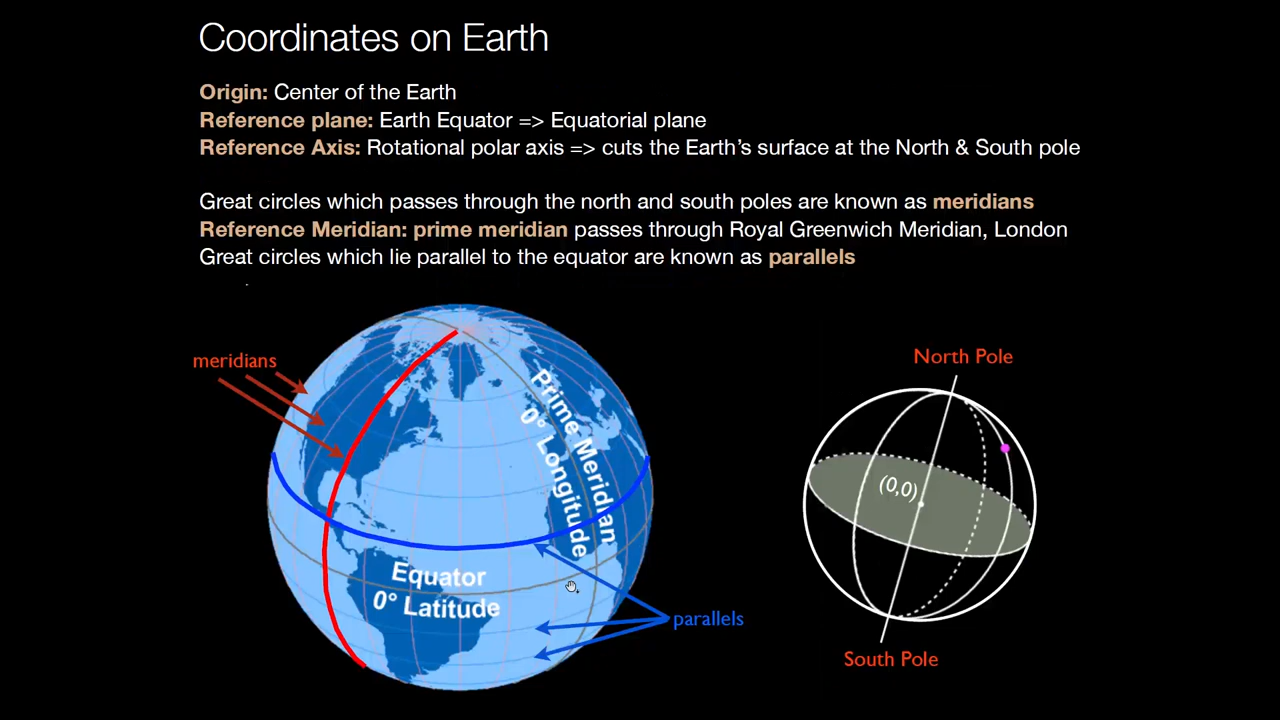 Coordinates on Earth
Origin: Center of the Earth
Reference plane: Earth Equator => Equatorial plane
Reference Axis: Rotational polar axis => cuts the Earth's surface at the North & South pole
Great circles which passes through the north and south poles are known as meridians
Reference Meridian: prime meridian passes through Royal Greenwich Meridian, London
Great circles which lie parallel to the equator are known as parallels
meridians
Prime Meridian
0° Longitude
Equator
0° Latitude
parallels
North Pole
(0,0)
South Pole